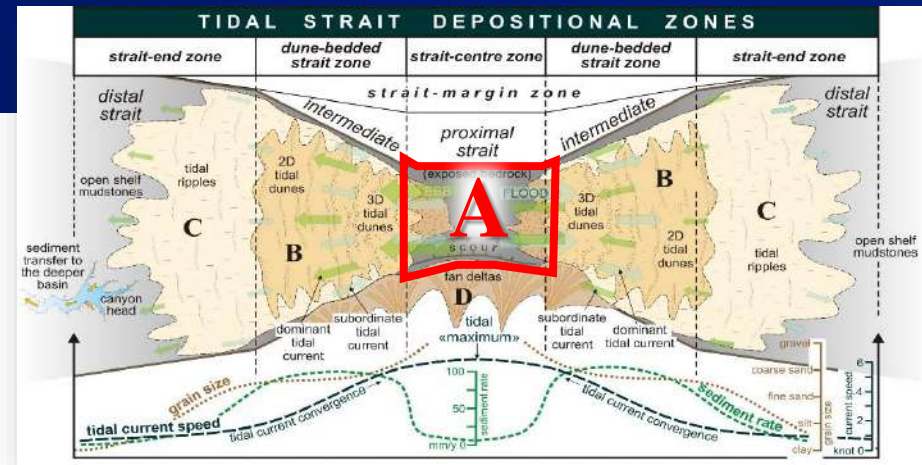 TIDAL STRAIT DEPOSITIONAL ZONES
strait-end zone
dune-bedded
strait zone
strait-centre zone
dune-bedded
strait zone
strait-end zone
strait-margin zone
distal
strait
intermediate
proximal
strait
intermediate
distal
strait
(exposed bedrock)
EBB
FLOOD
A
scour
open shelf
mudstones
tidal
ripples
C
2D
tidal
dunes
3D
tidal
dunes
B
3D
tidal
dunes
B
2D
tidal
dunes
tidal
ripples
C
open shelf
mudstones
sediment
transfer to
the deeper
basin
canyon
head
fan deltas
D
dominant
tidal
current
subordinate
tidal
current
tidal
«maximum»
subordinate
tidal
current
dominant
tidal current
grain size
tidal current speed
tidal current convergence
100
50
mm/y 0
sediment rate
tidal current convergence
sediment rate
gravel
coarse sand
fine sand
silt
clay
grain size
6
4
2
knot 0
current speed